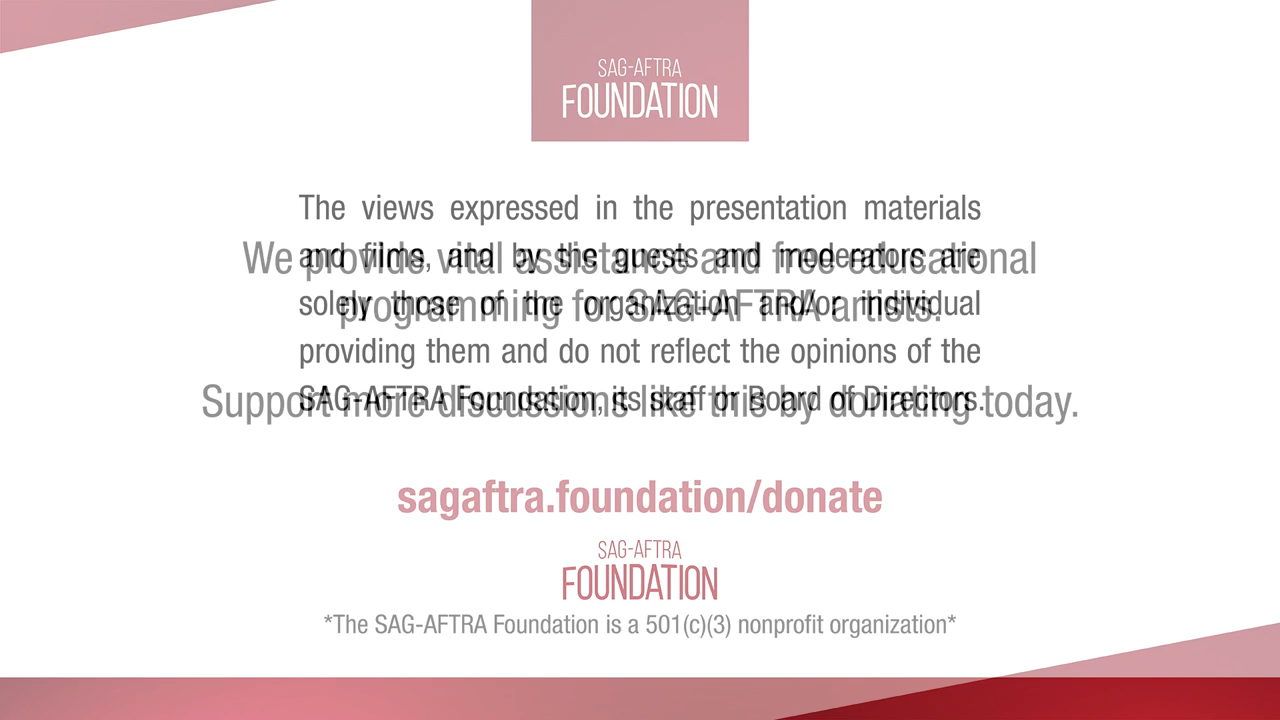 SAG-AFTRA
FOUNDATION
The views expressed in the presentation materials
We provide vital assistance and free educational
and films, and by the guests and moderators are
programming for SAG-AFTRA artists.
solely those of the organization and/or individual
providing them and do not reflect the opinions of the
Support more discussions like this by donating today.
SAG-AFTRA Foundation, its staff or Board of Directors.
sagaftra.foundation/donate
SAG-AFTRA
FOUNDATION
*The SAG-AFTRA Foundation is a 501(c)(3) nonprofit organization*